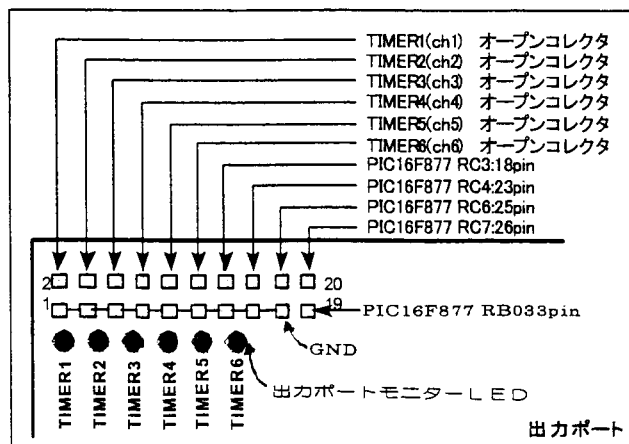 TIMER1(ch1) オープンコレクタ
TIMER2(ch2) オープンコレクタ
TIMER3(ch3) オープンコレクタ
TIMER4(ch4) オープンコレクタ
TIMER5(ch5) オープンコレクタ
TIMER6(ch6) オープンコレクタ
PIC16F877 RC3:18pin
PIC16F877 RC4:23pin
PIC16F877 RC6:25pin
PIC16F877 RC7:26pin
2 20
1 19
PIC16F877 RB033pin
GND
TIMER1
TIMER2
TIMER3
TIMER4
TIMER5
TIMER6
出力ポートモニターLED
出力ポート